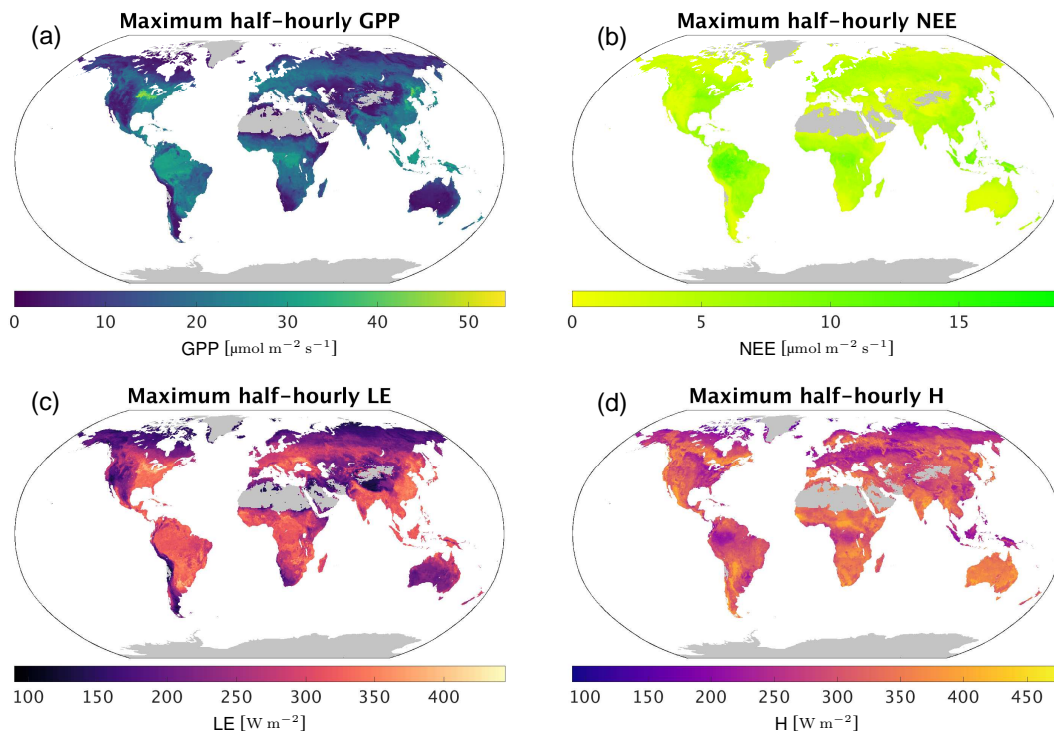 (a)
Maximum half-hourly GPP
0 10 20 30 40 50
GPP [µmol m−2 s−1]
(b)
Maximum half-hourly NEE
0 5 10 15
NEE [µmol m−2 s−1]
(c)
Maximum half-hourly LE
100 150 200 250 300 350 400
LE [W m−2]
(d)
Maximum half-hourly H
100 150 200 250 300 350 400 450
H [W m−2]